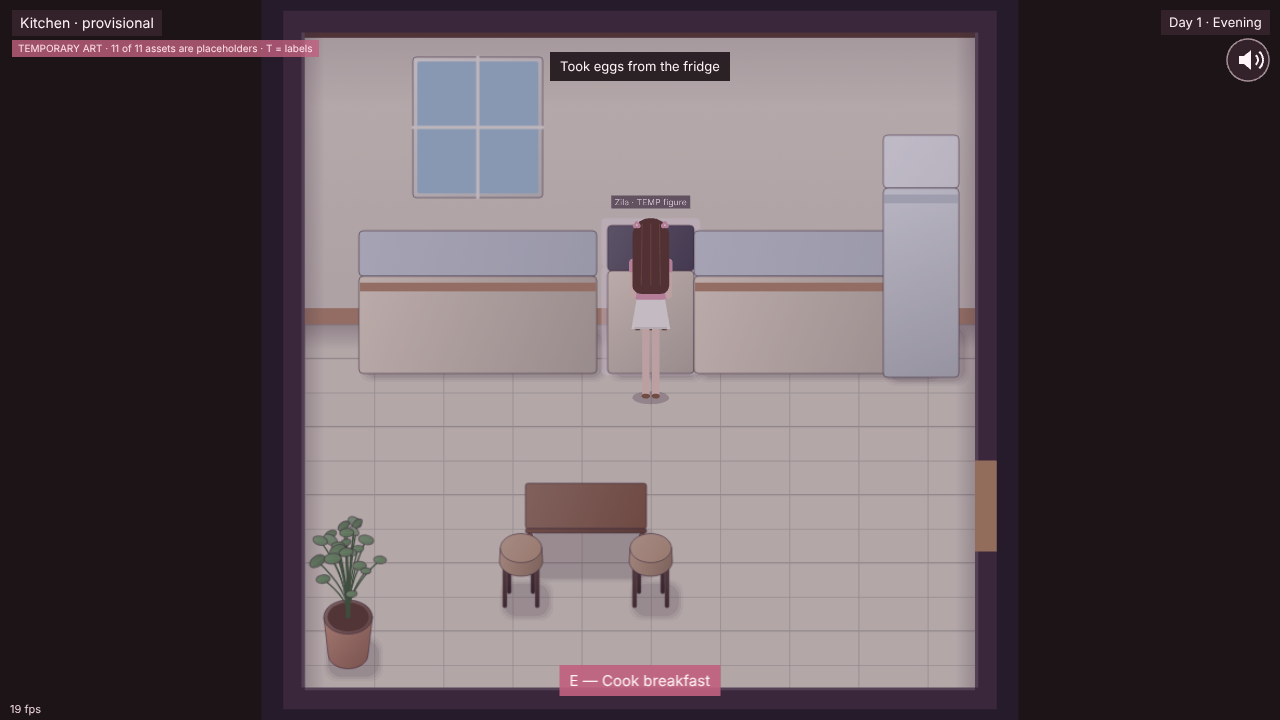 Kitchen · provisional
TEMPORARY ART · 11 of 11 assets are placeholders · T = labels
Day 1 · Evening
Took eggs from the fridge
Zila · TEMP figure
E — Cook breakfast
19 fps